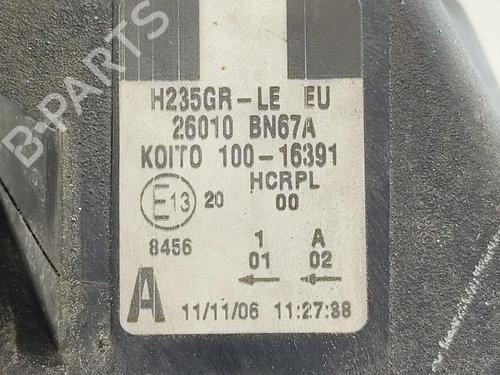 H235GR-LE EU
26010 BN67A
KOITO 100-16391
HCRPL
E13 20 00
8456
1 A
01 02
A 11/11/06 11:27:38
B-PARTS